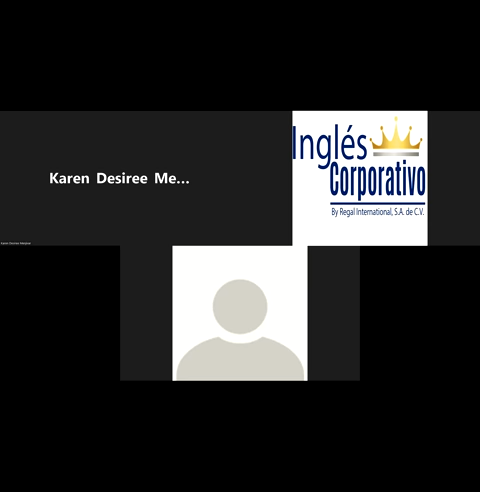 Karen Desiree Me...
Inglés
Corporativo
By Regal International, S.A. de C.V.